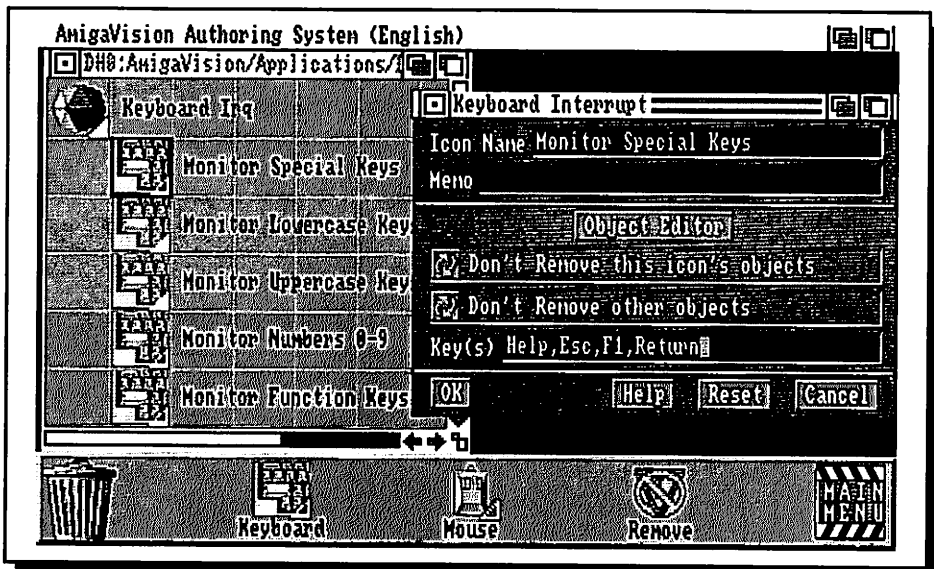 AmigaVision Authoring System (English)
DH0:AmigaVision/Applications/
Keyboard Irq
Monitor Special Keys
Monitor Lowercase Key
Monitor Uppercase Key
Monitor Numbers 0-9
Monitor Function Keys
Keyboard Interrupt
Icon Name Monitor Special Keys
Memo
Object Editor
Don't Remove this icon's objects
Don't Remove other objects
Key(s) Help,Esc,F1,Return
OK Help Reset Cancel
Keyboard Mouse Remove
MAIN
MENU